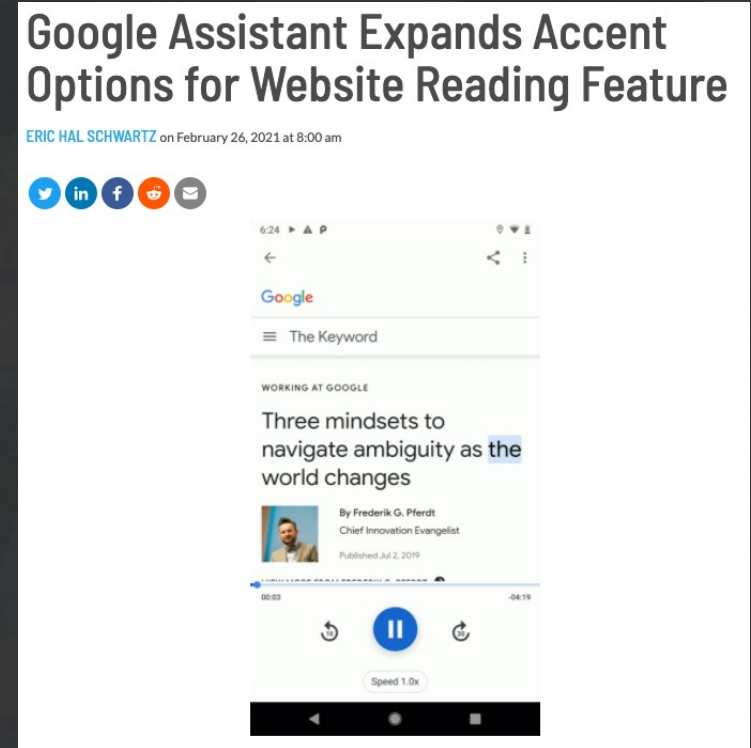 Google Assistant Expands Accent
Options for Website Reading Feature
ERIC HAL SCHWARTZ on February 26, 2021 at 8:00 am
6:24
Google
The Keyword
WORKING AT GOOGLE
Three mindsets to
navigate ambiguity as the
world changes
By Frederik G. Pferdt
Chief Innovation Evangelist
Published Jul 2, 2019
00:03 -04:19
10 30
Speed 1.0x